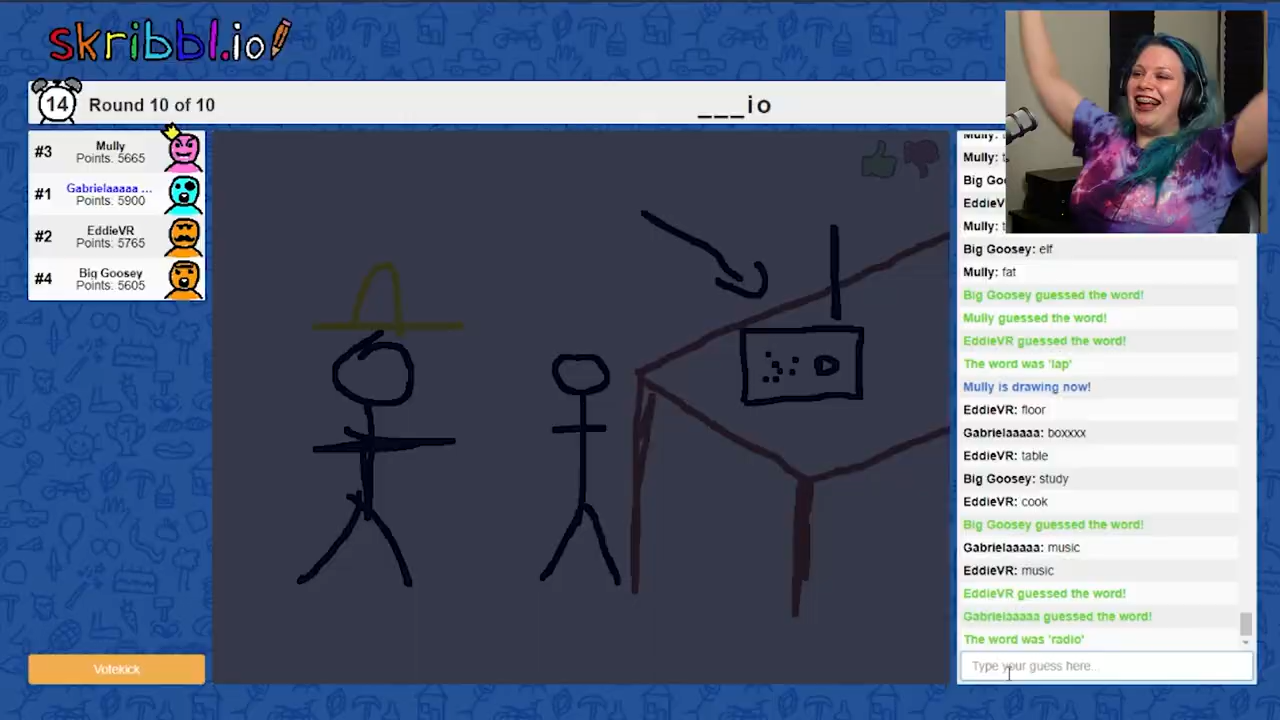 skribbl.io
14 Round 10 of 10
___io
#3 Mully
Points: 5665
#1 Gabrielaaaaa ...
Points: 5900
#2 EddieVR
Points: 5765
#4 Big Goosey
Points: 5605
Votekick
Mully:
Mully:
Big Goo
EddieV
Mully:
Big Goosey: elf
Mully: fat
Big Goosey guessed the word!
Mully guessed the word!
EddieVR guessed the word!
The word was 'lap'
Mully is drawing now!
EddieVR: floor
Gabrielaaaaa: boxxxx
EddieVR: table
Big Goosey: study
EddieVR: cook
Big Goosey guessed the word!
Gabrielaaaaa: music
EddieVR: music
EddieVR guessed the word!
Gabrielaaaaa guessed the word!
The word was 'radio'
Type your guess here...